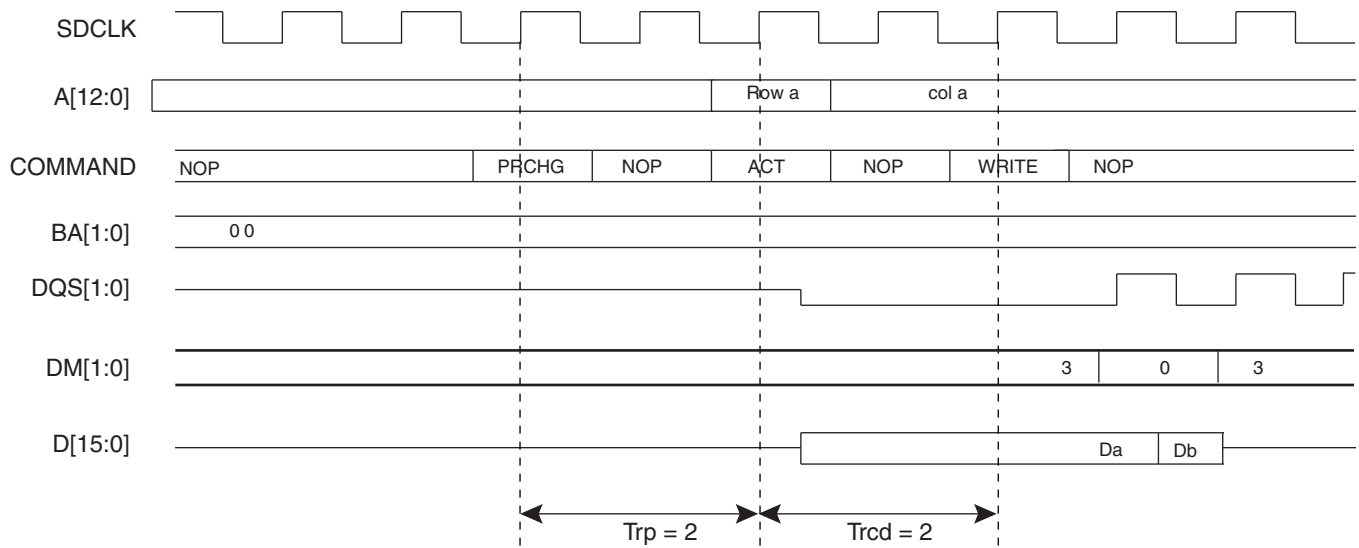 SDCLK
A[12:0] Row a col a
COMMAND NOP PRCHG NOP ACT NOP WRITE NOP
BA[1:0] 0 0
DQS[1:0]
DM[1:0] 3 0 3
D[15:0] Da Db
Trp = 2 Trcd = 2